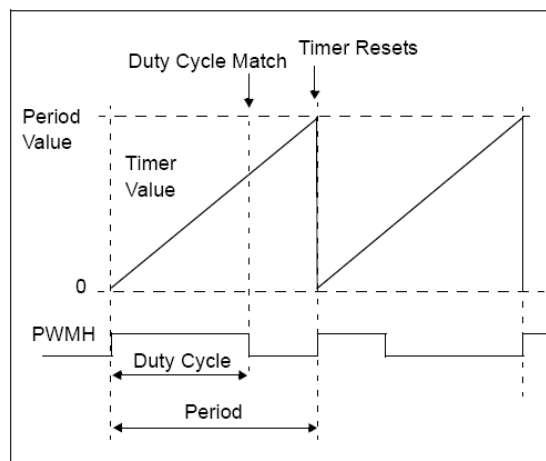 Duty Cycle Match
Timer Resets
Period
Value
Timer
Value
0
PWMH
Duty Cycle
Period